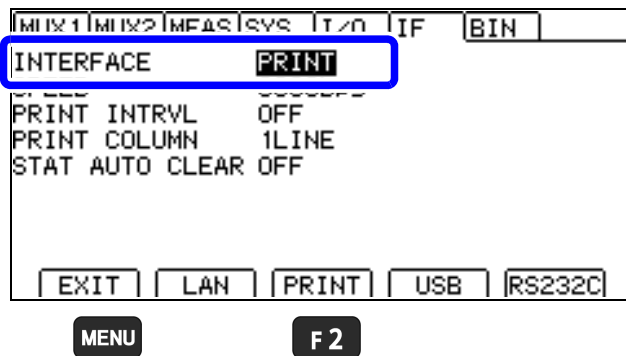 MUX1 MUX2 MEAS SYS I/O IF BIN
INTERFACE PRINT
SPEED
PRINT INTRVL OFF
PRINT COLUMN 1LINE
STAT AUTO CLEAR OFF
EXIT LAN PRINT USB RS232C
MENU F2